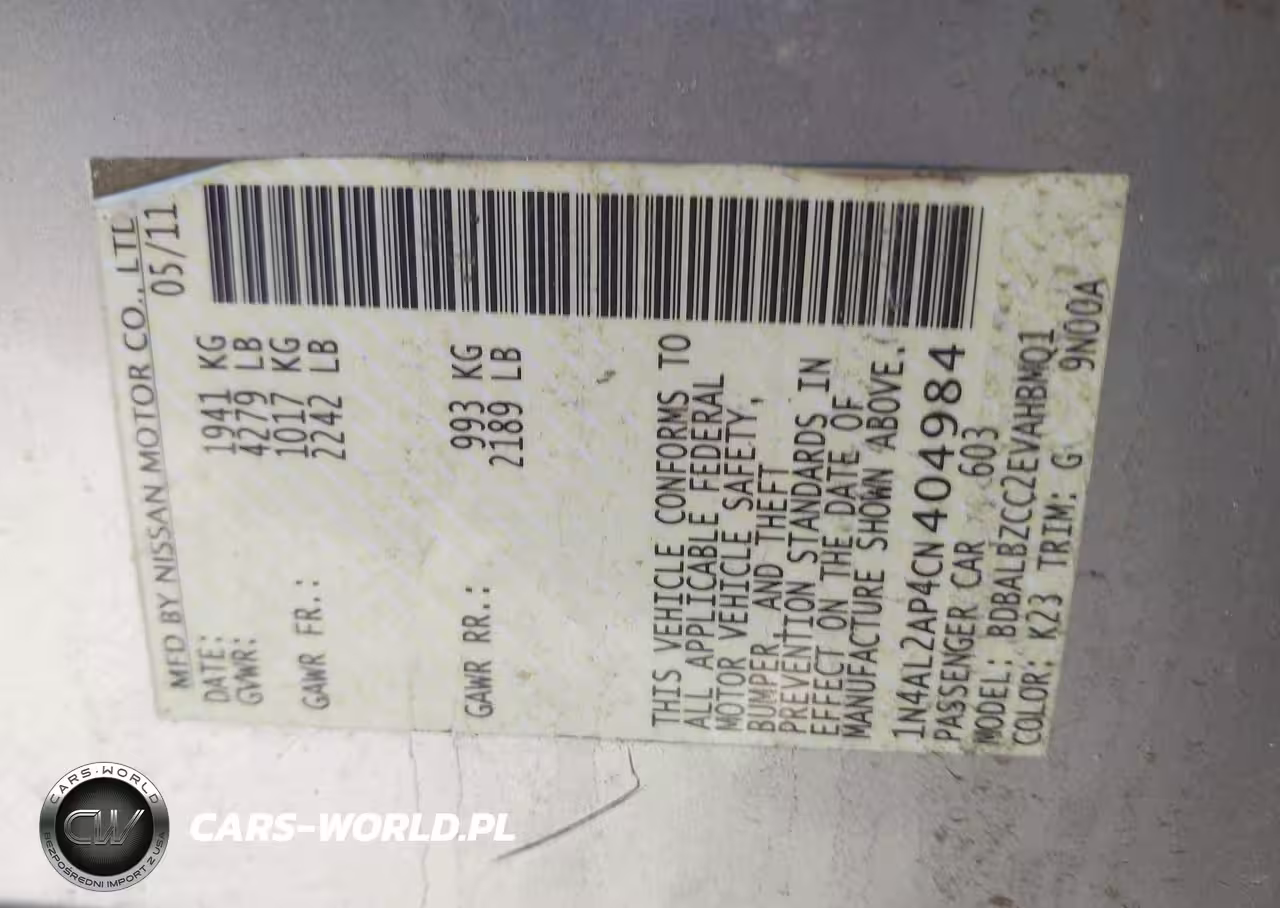 MFD BY NISSAN MOTOR CO., LTD
DATE: 05/11
GVWR: 1941 KG
4279 LB
GAWR FR.: 1017 KG
2242 LB
GAWR RR.: 993 KG
2189 LB
THIS VEHICLE CONFORMS TO
ALL APPLICABLE FEDERAL
MOTOR VEHICLE SAFETY,
BUMPER, AND THEFT
PREVENTION STANDARDS IN
EFFECT ON THE DATE OF
MANUFACTURE SHOWN ABOVE.
1N4AL2AP4CN404984
PASSENGER CAR 603
MODEL: BDBALBZCC2EVAHBMQ1
COLOR: K23 TRIM: G 9N00A
CARS-WORLD
CW
BEZPOŚREDNI IMPORT Z USA
CARS-WORLD.PL